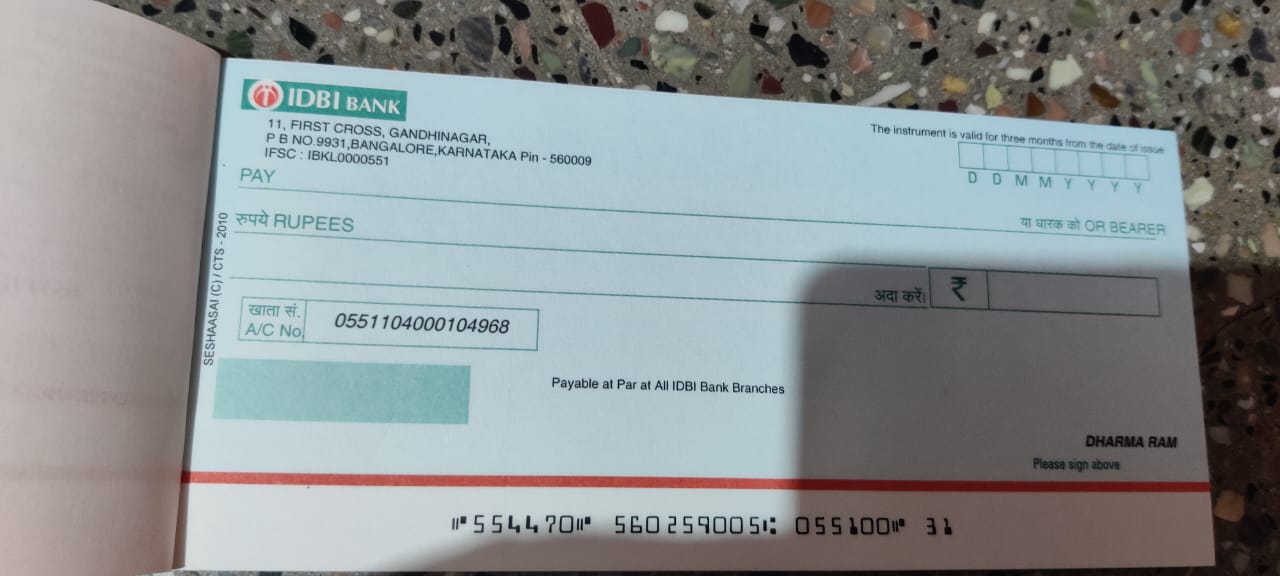 IDBI BANK
11, FIRST CROSS, GANDHINAGAR,
P B NO.9931,BANGALORE,KARNATAKA Pin - 560009
IFSC : IBKL0000551
The instrument is valid for three months from the date of issue
D D M M Y Y Y Y
PAY
रुपये RUPEES
या धारक को OR BEARER
अदा करें।
₹
खाता सं.
A/C No.
0551104000104968
SESHAASAI (C) / CTS - 2010
Payable at Par at All IDBI Bank Branches
DHARMA RAM
Please sign above
⑈554470⑈ 560259005⑆ 055100⑈ 31